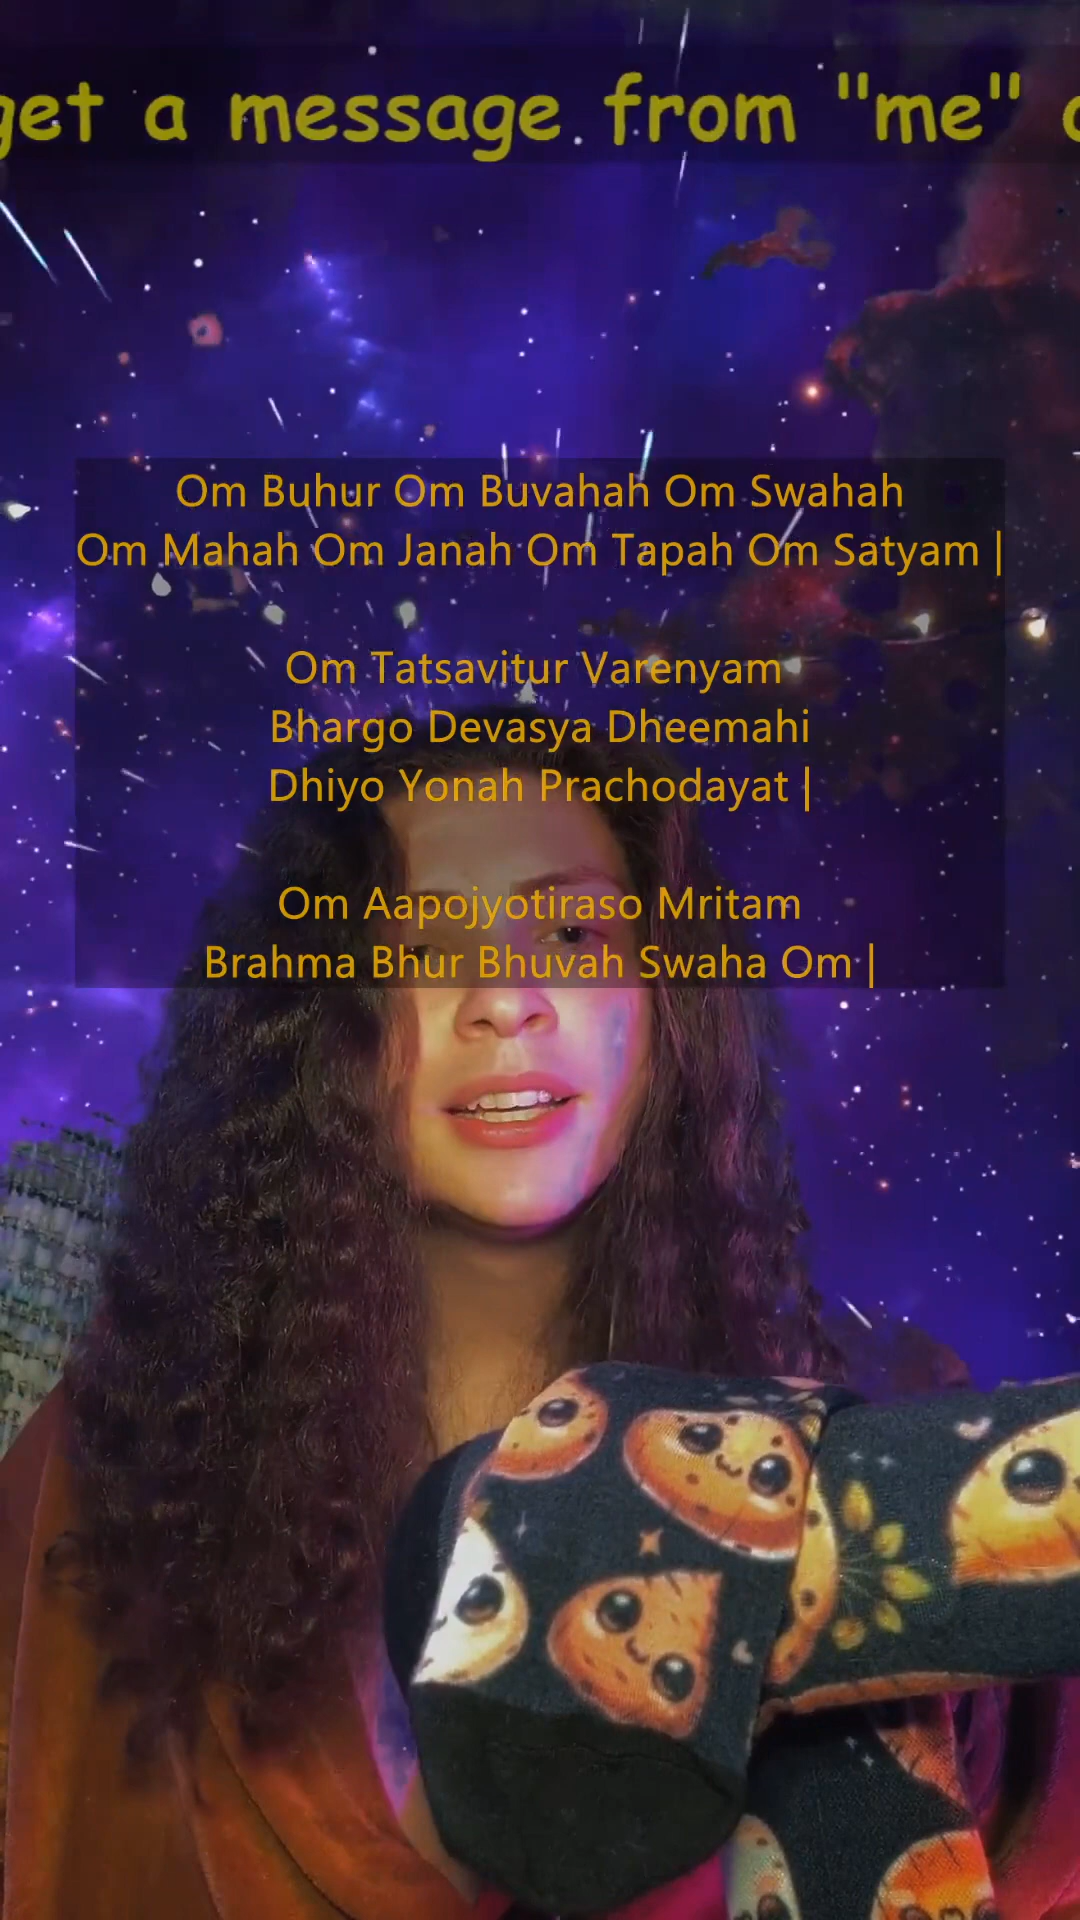 get a message from "me"
Om Buhur Om Buvahah Om Swahah
Om Mahah Om Janah Om Tapah Om Satyam |
Om Tatsavitur Varenyam
Bhargo Devasya Dheemahi
Dhiyo Yonah Prachodayat |
Om Aapojyotiraso Mritam
Brahma Bhur Bhuvah Swaha Om |